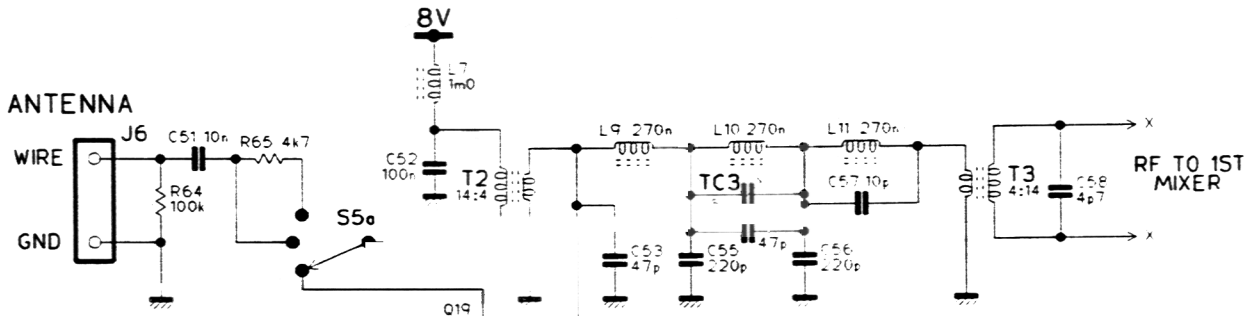 8V
L7
1m0
ANTENNA
J6
WIRE
GND
C51 10n
R65 4k7
R64
100k
S5a
C52
100n
T2
14:4
L9 270n
L10 270n
L11 270n
TC3
C57 10p
47p
C53
47p
C55
220p
C56
220p
T3
4:14
C58
4p7
X
RF TO 1ST
MIXER
X
Q19